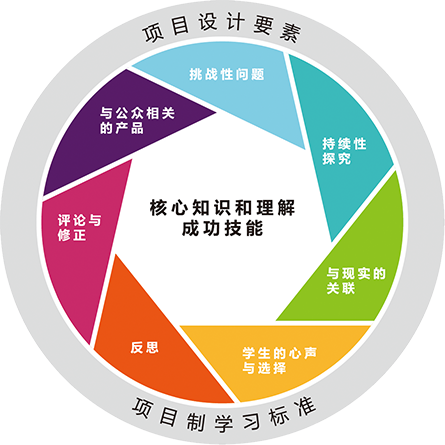 项目设计要素
挑战性问题
持续性
探究
与现实的
关联
学生的心声
与选择
反思
评论与
修正
与公众相关
的产品
核心知识和理解
成功技能
项目制学习标准